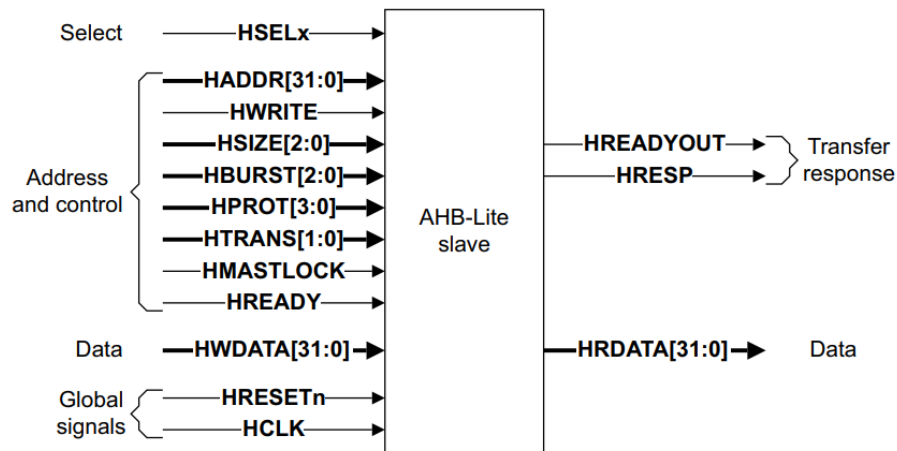 Select
HSELx
Address
and control
HADDR[31:0]
HWRITE
HSIZE[2:0]
HBURST[2:0]
HPROT[3:0]
HTRANS[1:0]
HMASTLOCK
HREADY
Data
HWDATA[31:0]
Global
signals
HRESETn
HCLK
AHB-Lite
slave
HREADYOUT
HRESP
Transfer
response
HRDATA[31:0]
Data